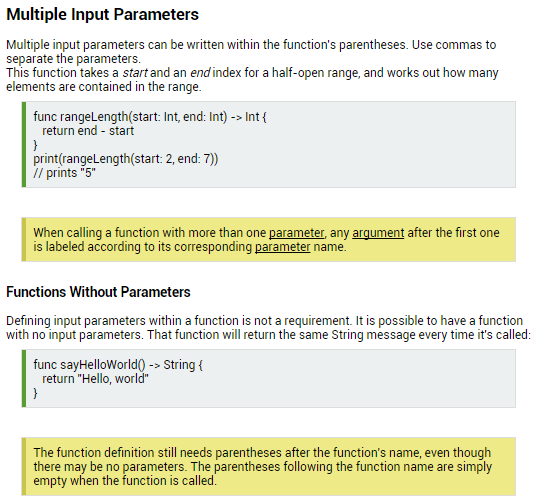 Multiple Input Parameters
Multiple input parameters can be written within the function's parentheses. Use commas to
separate the parameters.
This function takes a start and an end index for a half-open range, and works out how many
elements are contained in the range.
func rangeLength(start: Int, end: Int) -> Int {
return end - start
}
print(rangeLength(start: 2, end: 7))
// prints "5"
When calling a function with more than one parameter, any argument after the first one
is labeled according to its corresponding parameter name.
Functions Without Parameters
Defining input parameters within a function is not a requirement. It is possible to have a function
with no input parameters. That function will return the same String message every time it's called:
func sayHelloWorld() -> String {
return "Hello, world"
}
The function definition still needs parentheses after the function's name, even though
there may be no parameters. The parentheses following the function name are simply
empty when the function is called.